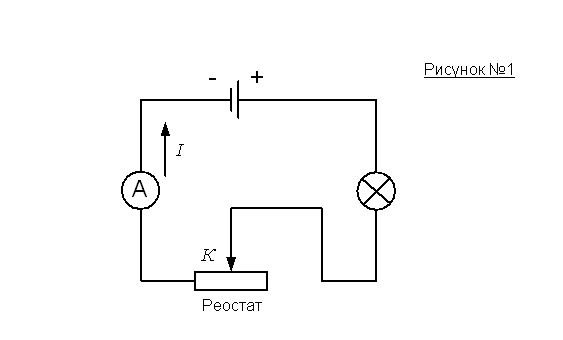 Рисунок №1
- +
I
А
К
Реостат